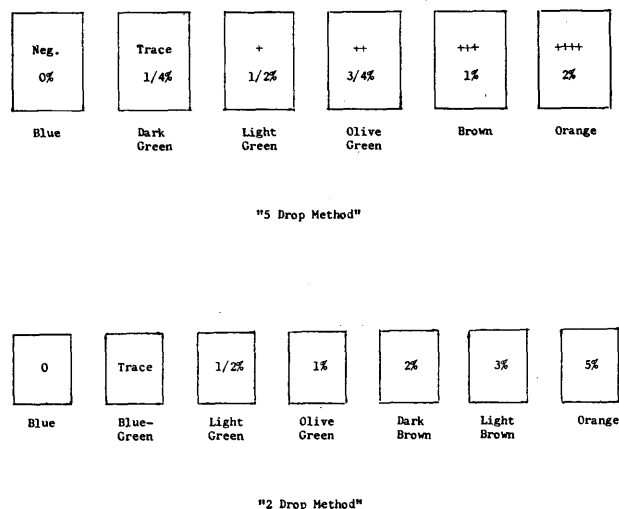 Neg. Trace + ++ +++ ++++
0% 1/4% 1/2% 3/4% 1% 2%
Blue Dark Light Olive Brown Orange
Green Green Green
"5 Drop Method"
0 Trace 1/2% 1% 2% 3% 5%
Blue Blue- Light Olive Dark Light Orange
Green Green Green Brown Brown
"2 Drop Method"